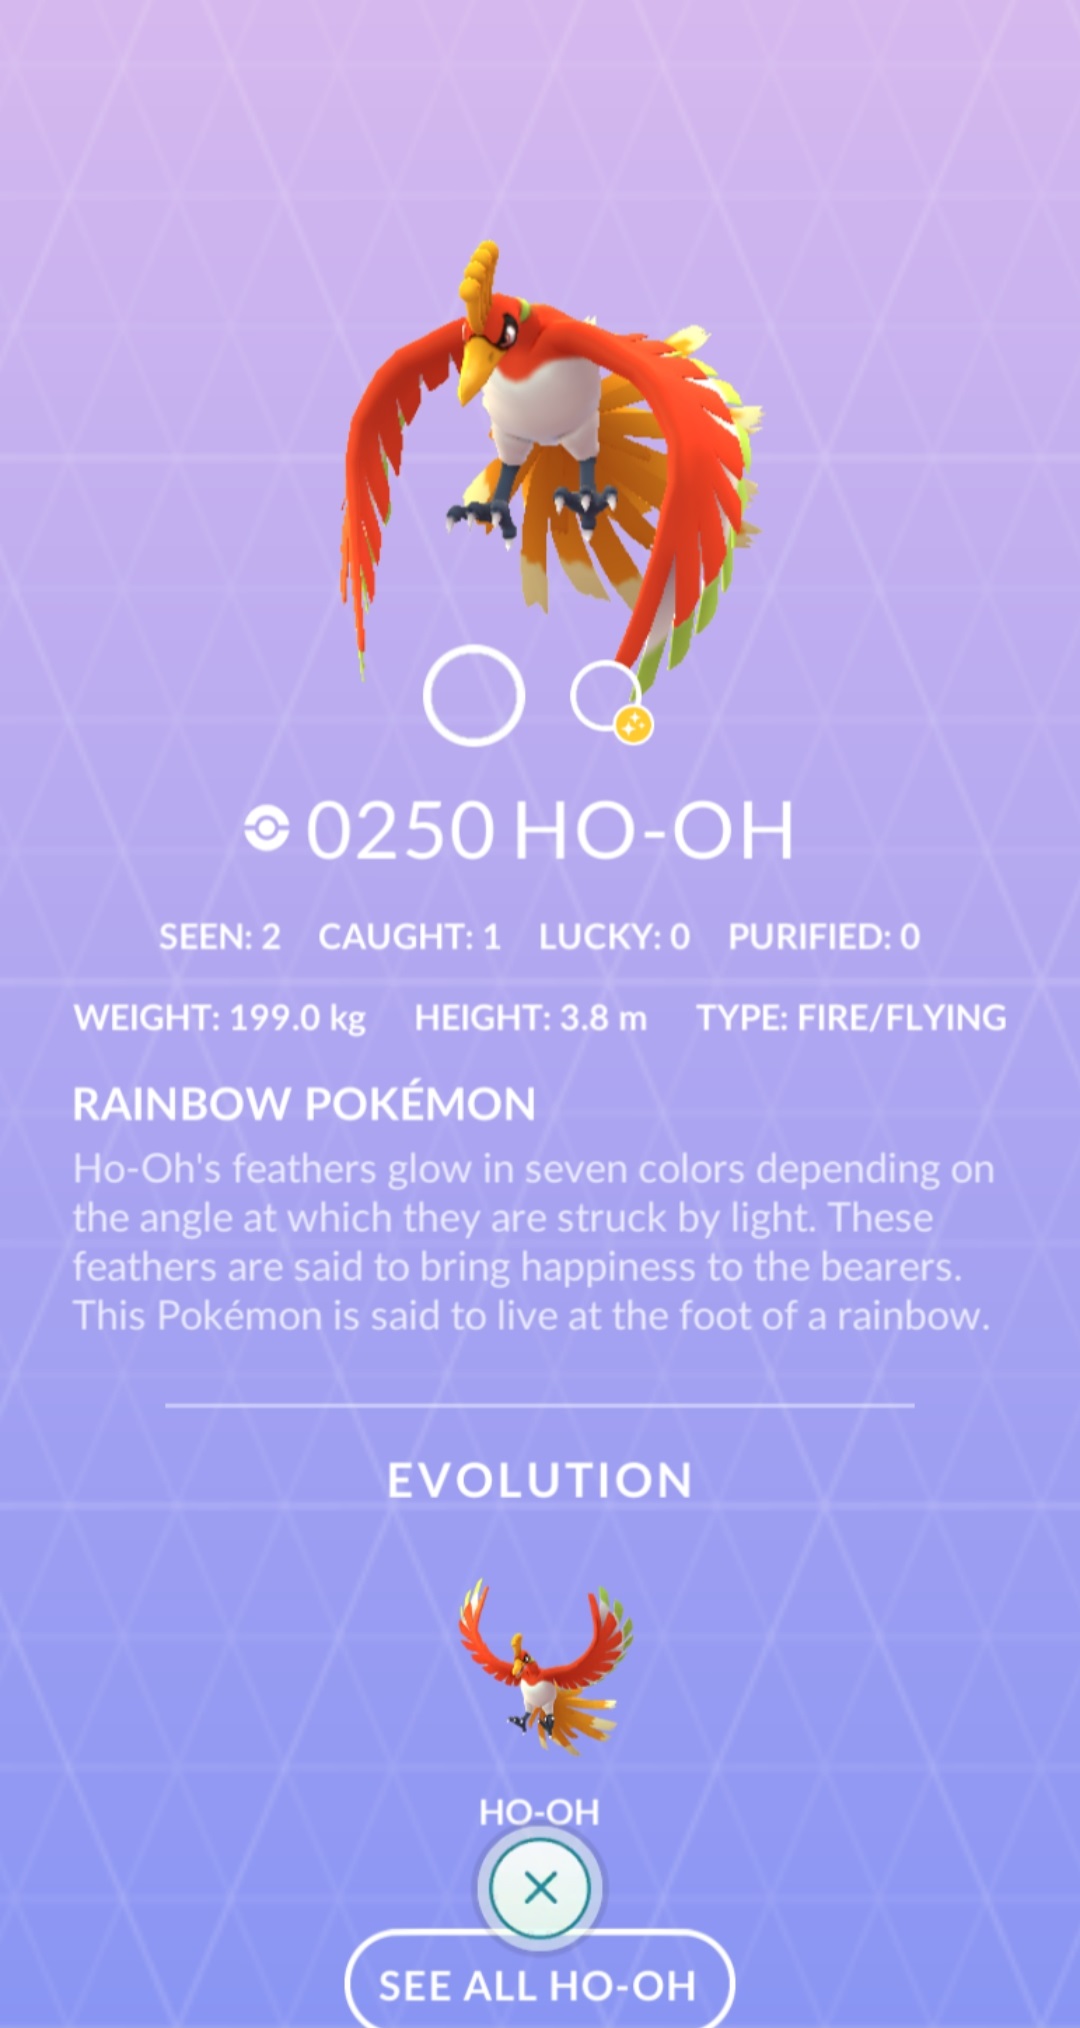 0250 HO-OH
SEEN: 2 CAUGHT: 1 LUCKY: 0 PURIFIED: 0
WEIGHT: 199.0 kg HEIGHT: 3.8 m TYPE: FIRE/FLYING
RAINBOW POKÉMON
Ho-Oh's feathers glow in seven colors depending on
the angle at which they are struck by light. These
feathers are said to bring happiness to the bearers.
This Pokémon is said to live at the foot of a rainbow.
EVOLUTION
HO-OH
SEE ALL HO-OH